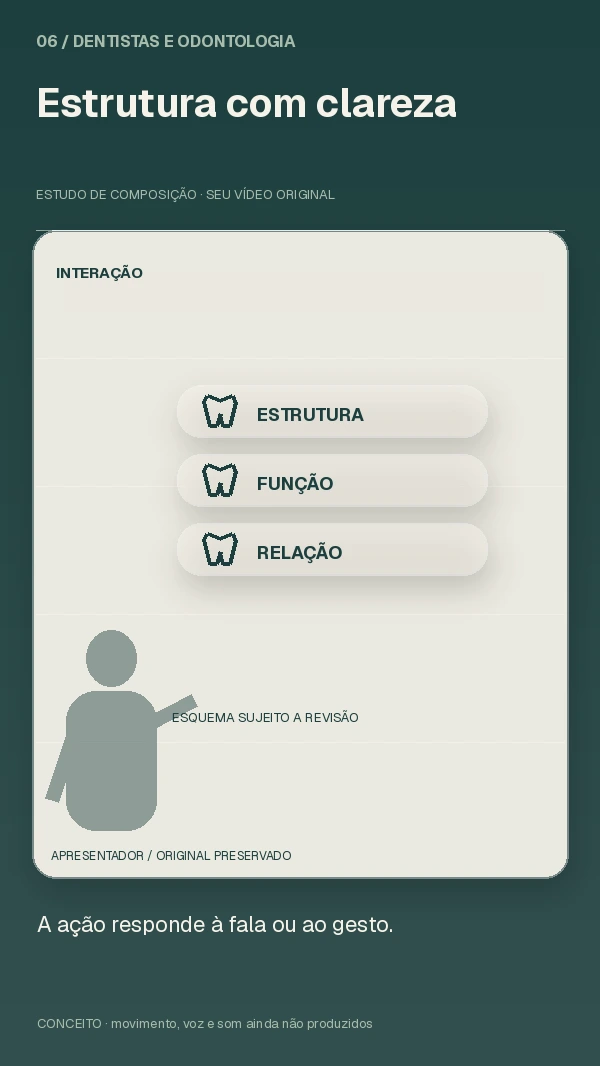 06 / DENTISTAS E ODONTOLOGIA
Estrutura com clareza
ESTUDO DE COMPOSIÇÃO · SEU VÍDEO ORIGINAL
INTERAÇÃO
ESTRUTURA
FUNÇÃO
RELAÇÃO
ESQUEMA SUJEITO A REVISÃO
APRESENTADOR / ORIGINAL PRESERVADO
A ação responde à fala ou ao gesto.
CONCEITO · movimento, voz e som ainda não produzidos